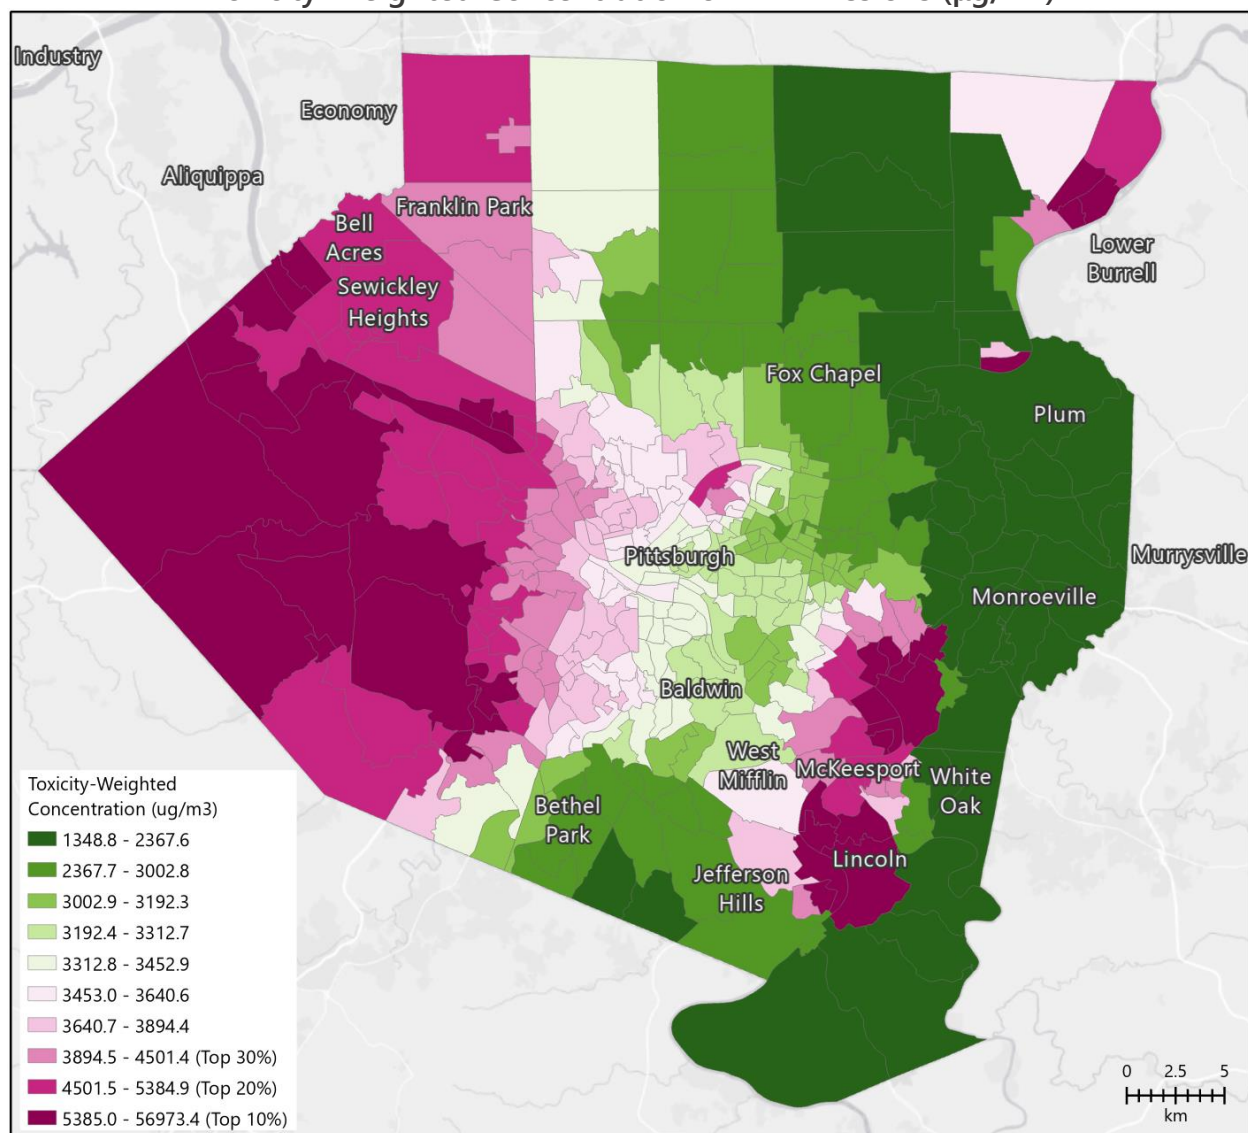 Industry
Economy
Aliquippa
Franklin Park
Bell
Acres
Sewickley
Heights
Lower
Burrell
Fox Chapel
Plum
Pittsburgh
Murrysville
Monroeville
Baldwin
West
Mifflin
McKeesport
White
Oak
Bethel
Park
Lincoln
Jefferson
Hills
Toxicity-Weighted
Concentration (ug/m3)
1348.8 - 2367.6
2367.7 - 3002.8
3002.9 - 3192.3
3192.4 - 3312.7
3312.8 - 3452.9
3453.0 - 3640.6
3640.7 - 3894.4
3894.5 - 4501.4 (Top 30%)
4501.5 - 5384.9 (Top 20%)
5385.0 - 56973.4 (Top 10%)
0 2.5 5
km